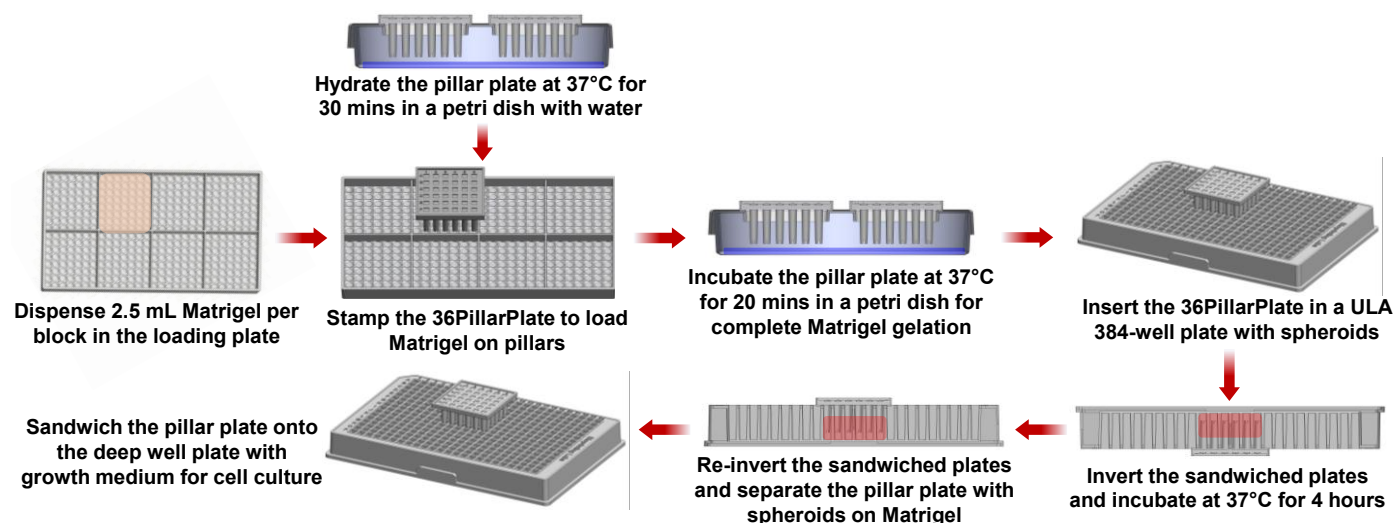 Hydrate the pillar plate at 37°C for
30 mins in a petri dish with water
Dispense 2.5 mL Matrigel per
block in the loading plate
Stamp the 36PillarPlate to load
Matrigel on pillars
Incubate the pillar plate at 37°C
for 20 mins in a petri dish for
complete Matrigel gelation
Insert the 36PillarPlate in a ULA
384-well plate with spheroids
Invert the sandwiched plates
and incubate at 37°C for 4 hours
Re-invert the sandwiched plates
and separate the pillar plate with
spheroids on Matrigel
Sandwich the pillar plate onto
the deep well plate with
growth medium for cell culture